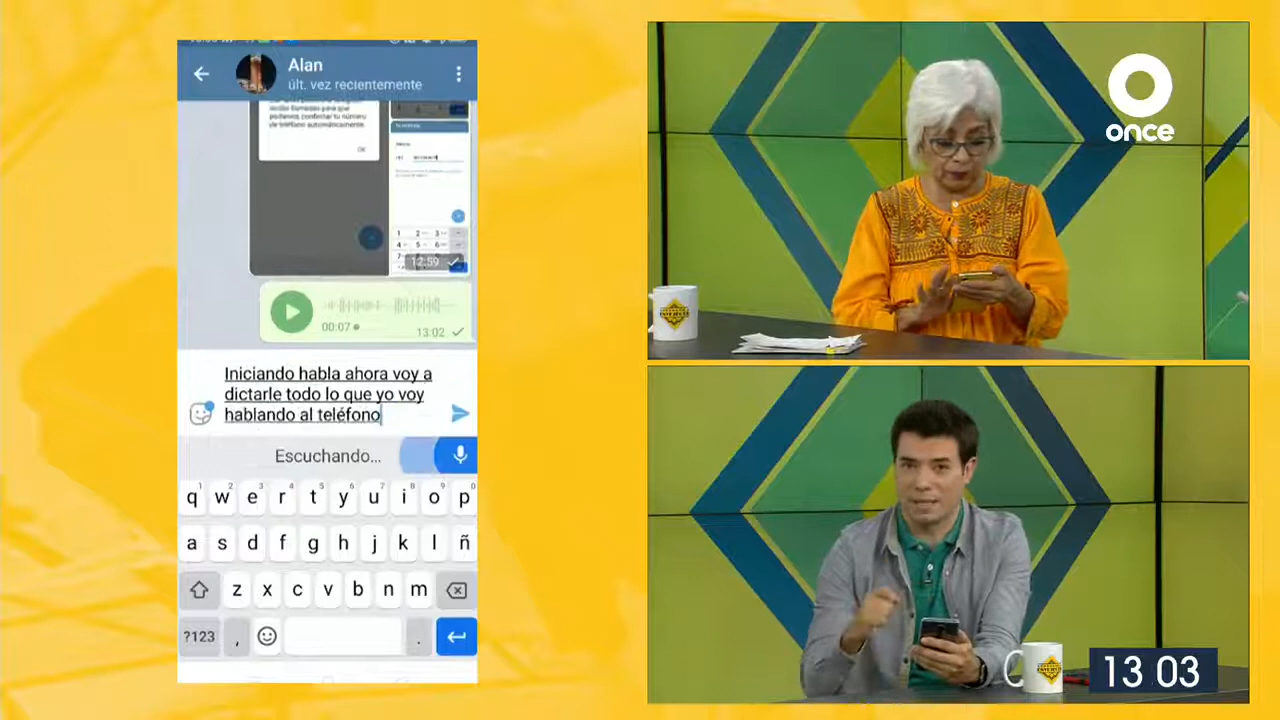 Alan
últ. vez recientemente
OK
12:59
00:07
13:02
Iniciando habla ahora voy a
dictarle todo lo que yo voy
hablando al teléfono
Escuchando...
q w e r t y u i o p
a s d f g h j k l ñ
z x c v b n m
?123 , .
once
13 03